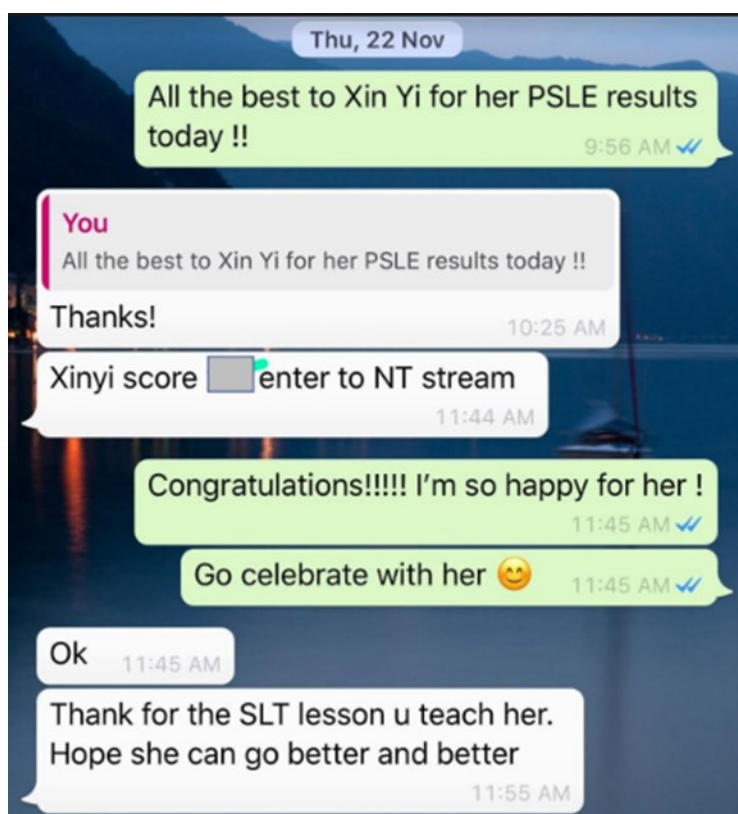 Thu, 22 Nov
All the best to Xin Yi for her PSLE results
today !!
9:56 AM
You
All the best to Xin Yi for her PSLE results today !!
Thanks!
10:25 AM
Xinyi score enter to NT stream
11:44 AM
Congratulations!!!!! I'm so happy for her !
11:45 AM
Go celebrate with her 😊
11:45 AM
Ok
11:45 AM
Thank for the SLT lesson u teach her.
Hope she can go better and better
11:55 AM